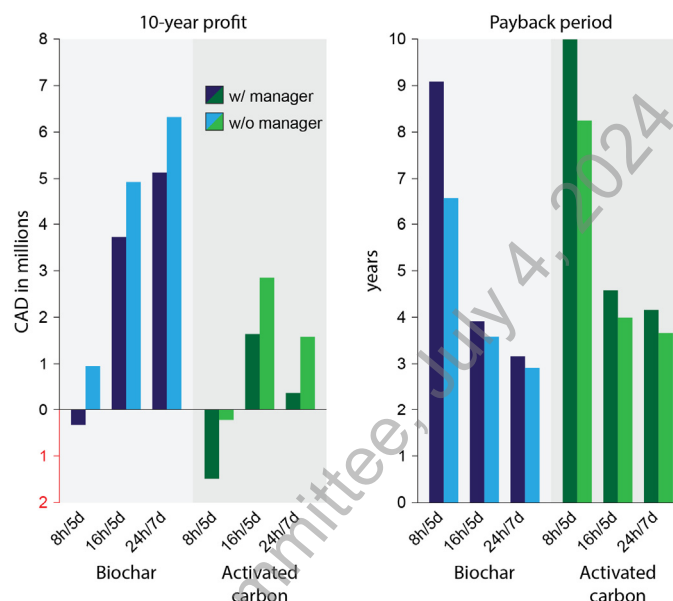 10-year profit
CAD in millions
8
7
6
5
4
3
2
1
0
1
2
w/ manager
w/o manager
8h/5d
16h/5d
24h/7d
8h/5d
16h/5d
24h/7d
Biochar
Activated
carbon
Payback period
years
10
9
8
7
6
5
4
3
2
1
0
8h/5d
16h/5d
24h/7d
8h/5d
16h/5d
24h/7d
Biochar
Activated
carbon
mmittee, July 4, 2024